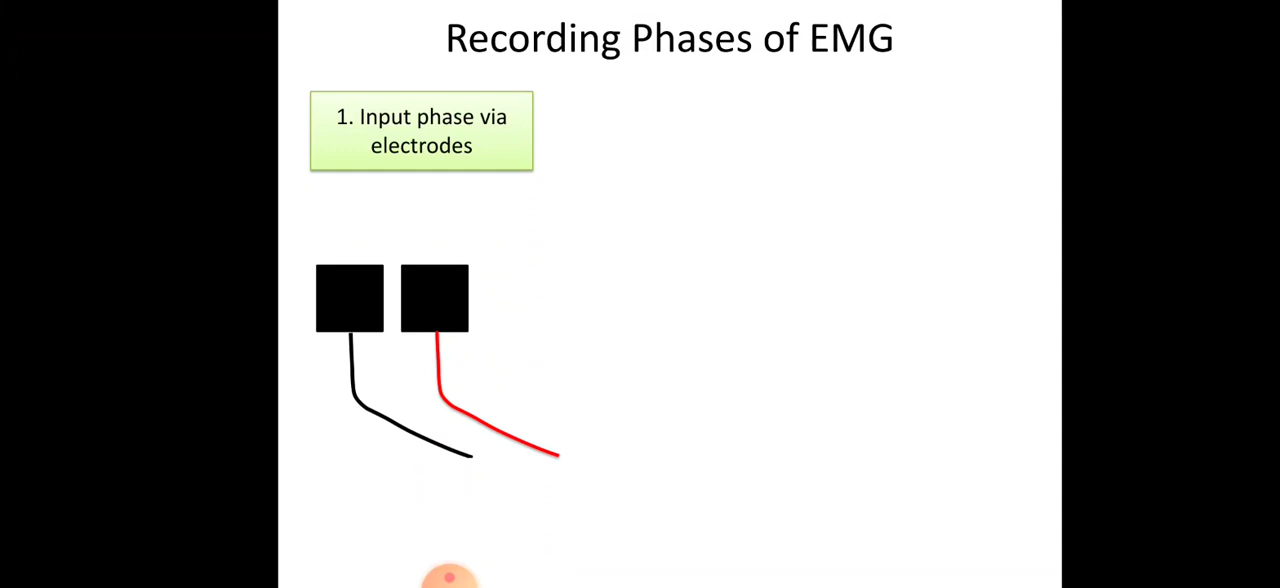 Recording Phases of EMG
1. Input phase via
electrodes